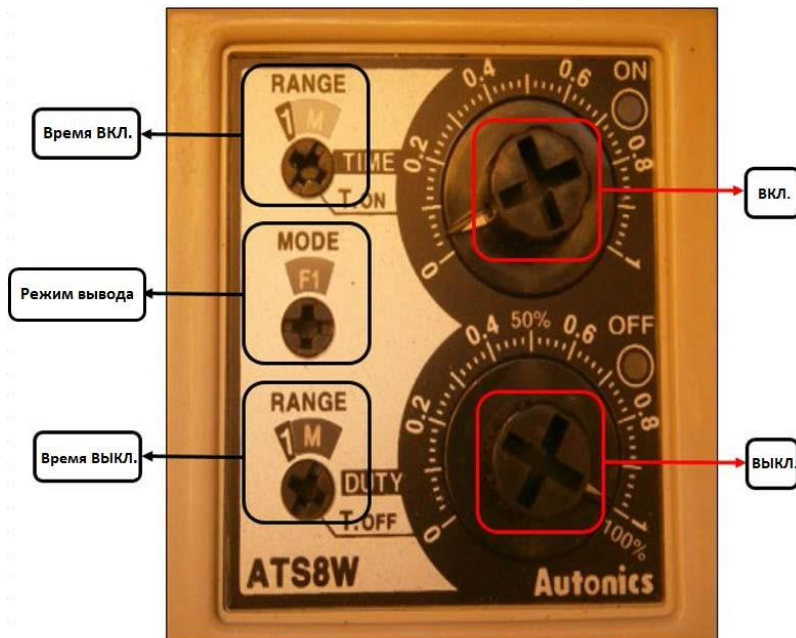 Время ВКЛ.
Режим вывода
Время ВЫКЛ.
RANGE
1 M
TIME
T.ON
MODE
F1
RANGE
1 M
DUTY
T.OFF
ATS8W
0 0.2 0.4 0.6 0.8 1
ON
0 0.2 0.4 50% 0.6 0.8 1
100%
OFF
Autonics
ВКЛ.
ВЫКЛ.